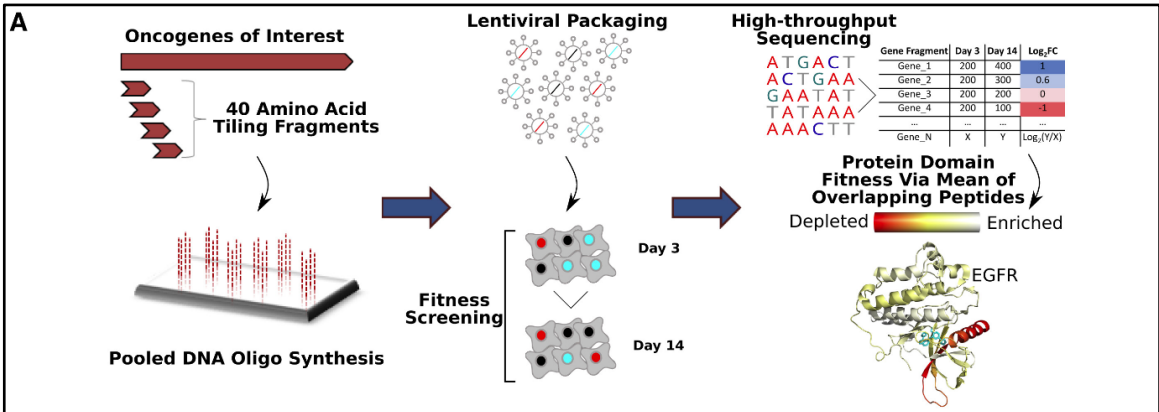 A
Oncogenes of Interest
40 Amino Acid
Tiling Fragments
Pooled DNA Oligo Synthesis
Lentiviral Packaging
Fitness
Screening
Day 3
Day 14
High-throughput
Sequencing
ATGACT
ACTGAA
GAATAT
TATAAA
AAACTT
Gene Fragment Day 3 Day 14 Log2FC
Gene_1 200 400 1
Gene_2 200 300 0.6
Gene_3 200 200 0
Gene_4 200 100 -1
... ... ... ...
Gene_N X Y Log2(Y/X)
Protein Domain
Fitness Via Mean of
Overlapping Peptides
Depleted Enriched
EGFR